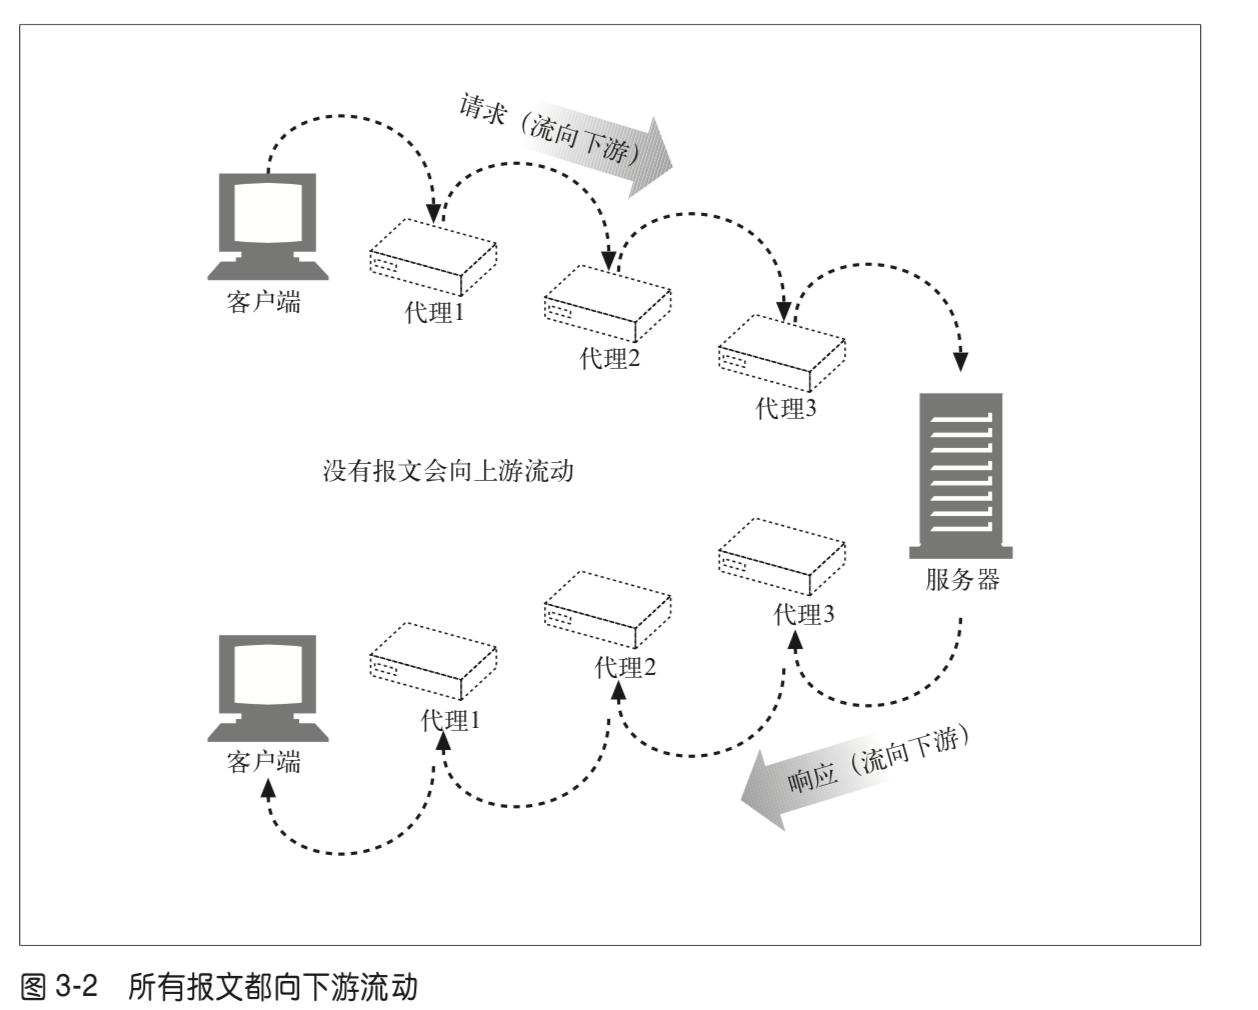 请求（流向下游）
客户端
代理1
代理2
代理3
没有报文会向上游流动
服务器
代理3
代理2
代理1
客户端
响应（流向下游）
图 3-2 所有报文都向下游流动